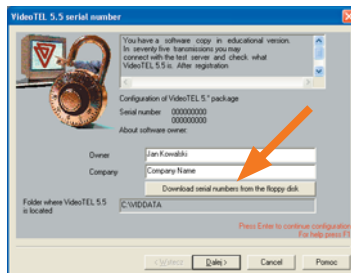 VideoTEL 5.5 serial number
You have a software copy in educational version.
In seventy five transmissions you may
connect with the test server and check what
VideoTEL 5.5 is. After registration
Configuration of VideoTEL 5.* package
Serial number 000000000
000000000
About software owner:
Owner Jan Kowalski
Company Company Name
Download serial numbers from the floppy disk
Folder where VideoTEL 5.5 C:\VIDDATA
is located
Press Enter to continue configuration
For help press F1
< Wstecz Dalej > Cancel Pomoc